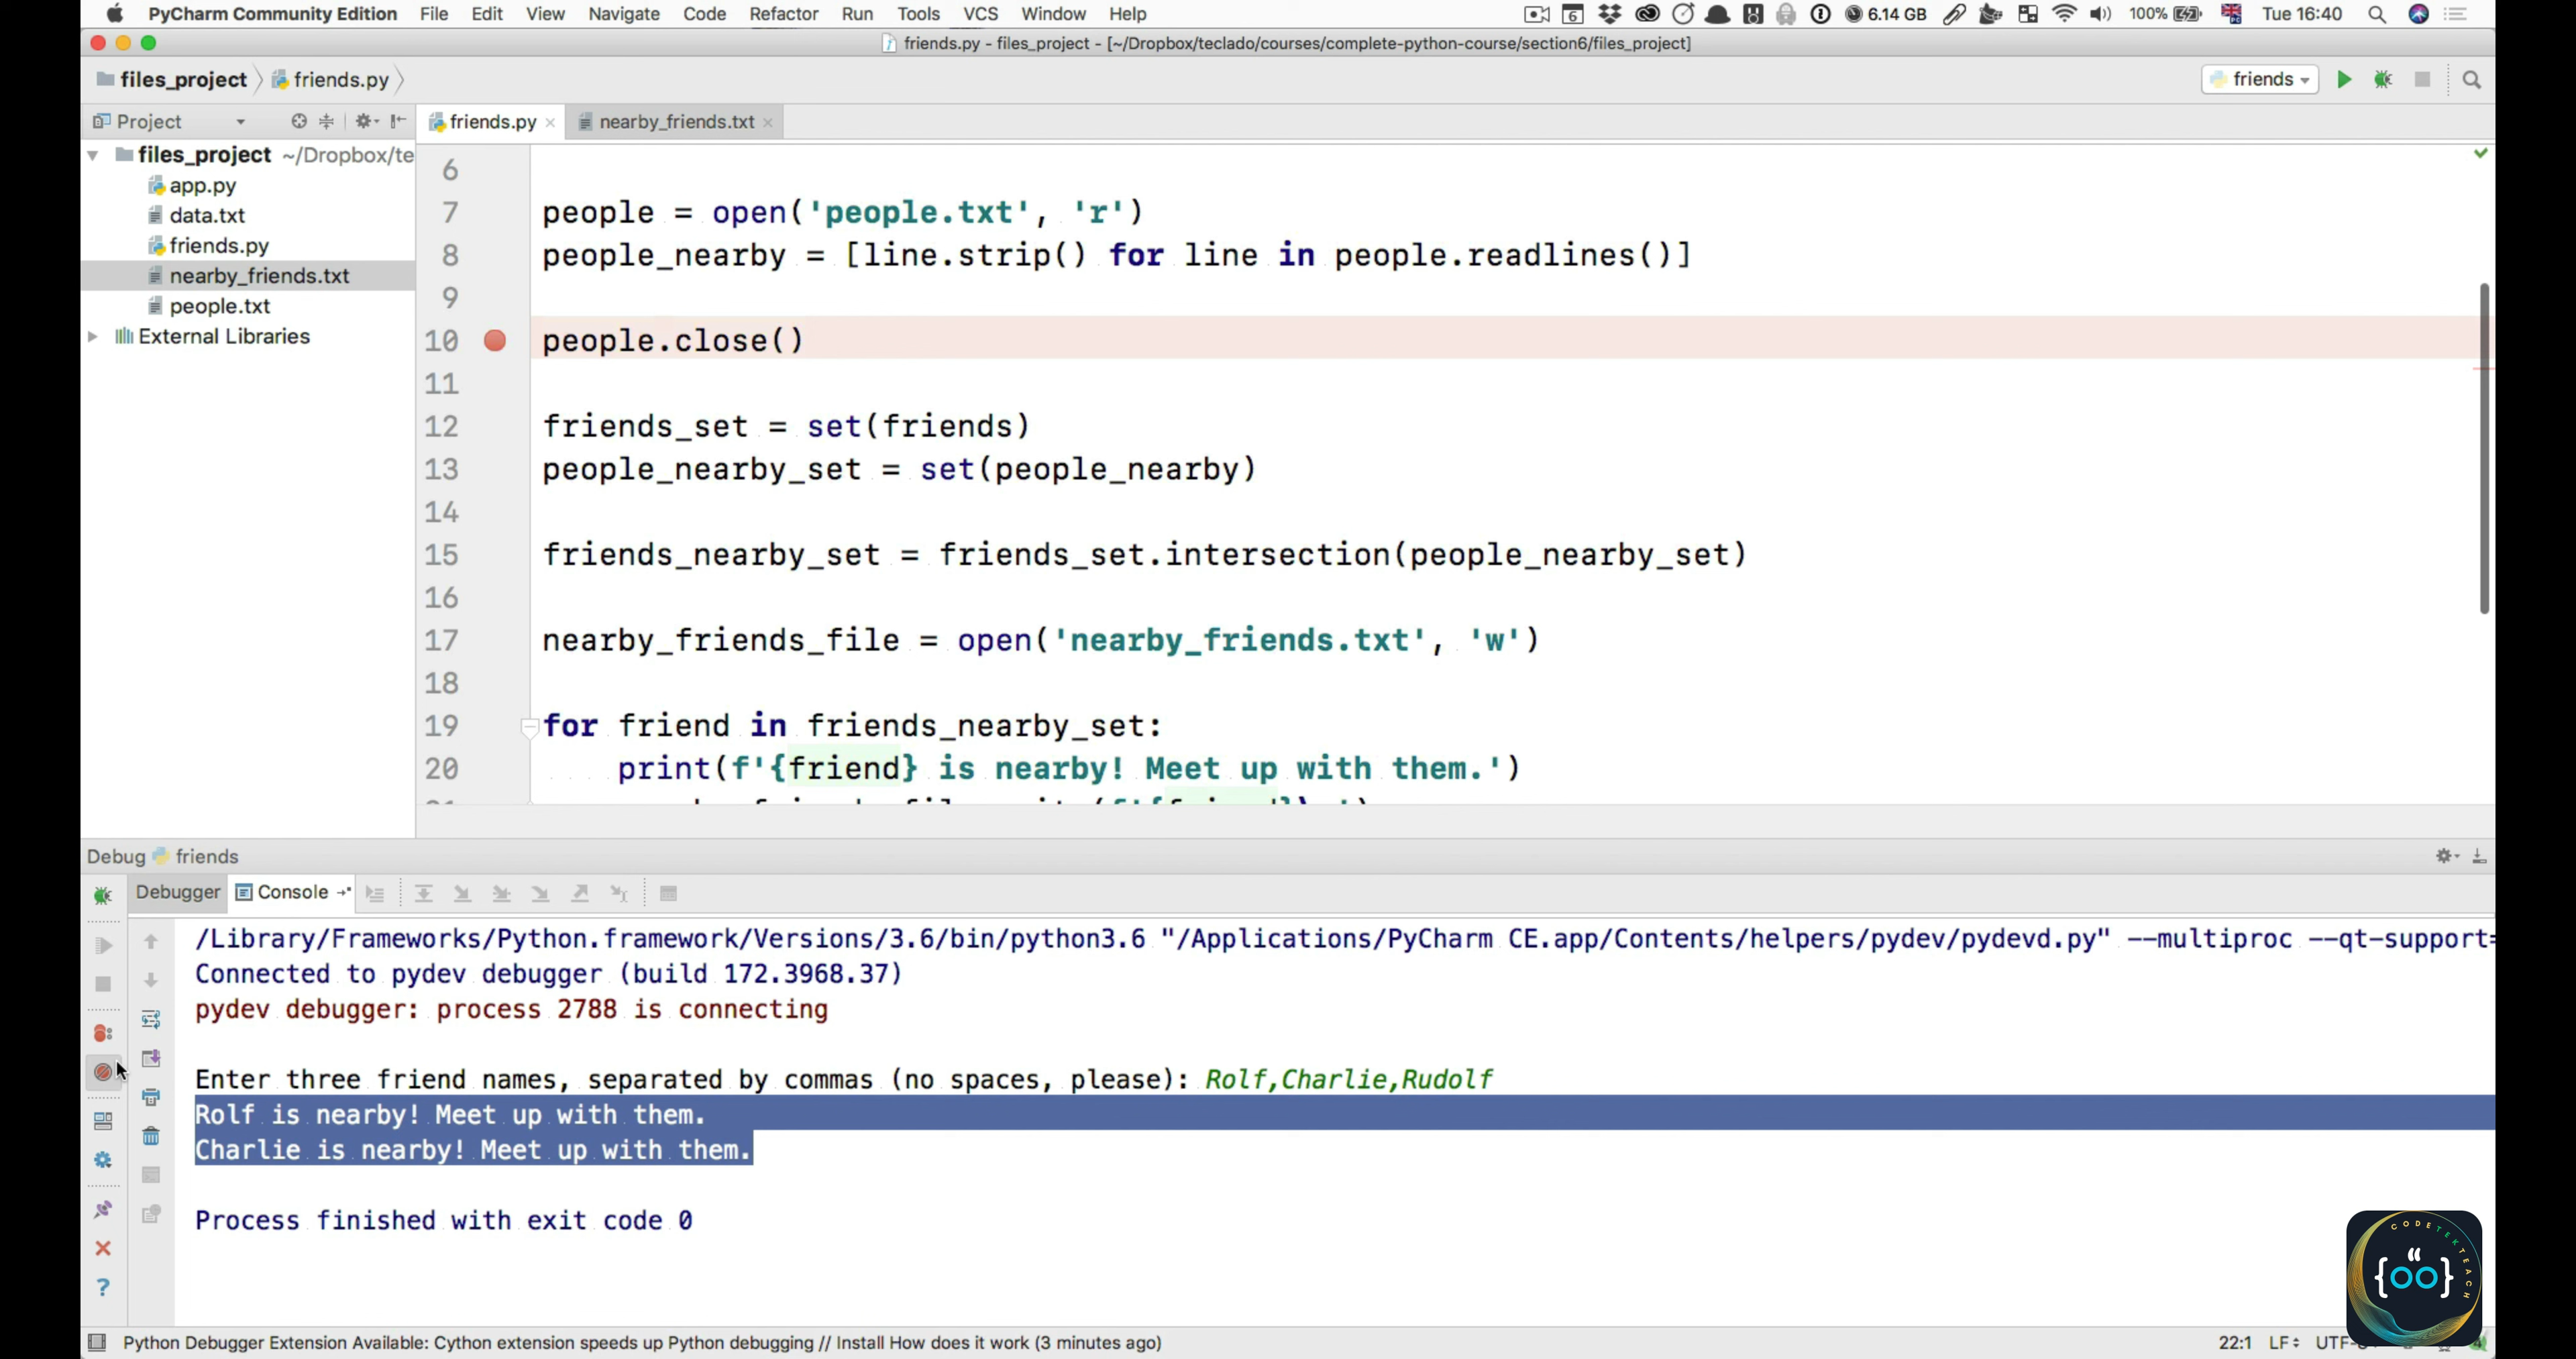 PyCharm Community Edition File Edit View Navigate Code Refactor Run Tools VCS Window Help 6 6.14 GB 100% Tue 16:40
friends.py - files_project - [~/Dropbox/teclado/courses/complete-python-course/section6/files_project]
files_project friends.py friends
Project friends.py nearby_friends.txt
files_project ~/Dropbox/te
app.py
data.txt
friends.py
nearby_friends.txt
people.txt
External Libraries
6
7 people = open('people.txt', 'r')
8 people_nearby = [line.strip() for line in people.readlines()]
9
10 people.close()
11
12 friends_set = set(friends)
13 people_nearby_set = set(people_nearby)
14
15 friends_nearby_set = friends_set.intersection(people_nearby_set)
16
17 nearby_friends_file = open('nearby_friends.txt', 'w')
18
19 for friend in friends_nearby_set:
20 print(f'{friend} is nearby! Meet up with them.')
Debug friends
Debugger Console
/Library/Frameworks/Python.framework/Versions/3.6/bin/python3.6 "/Applications/PyCharm CE.app/Contents/helpers/pydev/pydevd.py" --multiproc --qt-support=
Connected to pydev debugger (build 172.3968.37)
pydev debugger: process 2788 is connecting
Enter three friend names, separated by commas (no spaces, please): Rolf,Charlie,Rudolf
Rolf is nearby! Meet up with them.
Charlie is nearby! Meet up with them.
Process finished with exit code 0
CODETEKTEACH
Python Debugger Extension Available: Cython extension speeds up Python debugging // Install How does it work (3 minutes ago) 22:1 LF UTF-